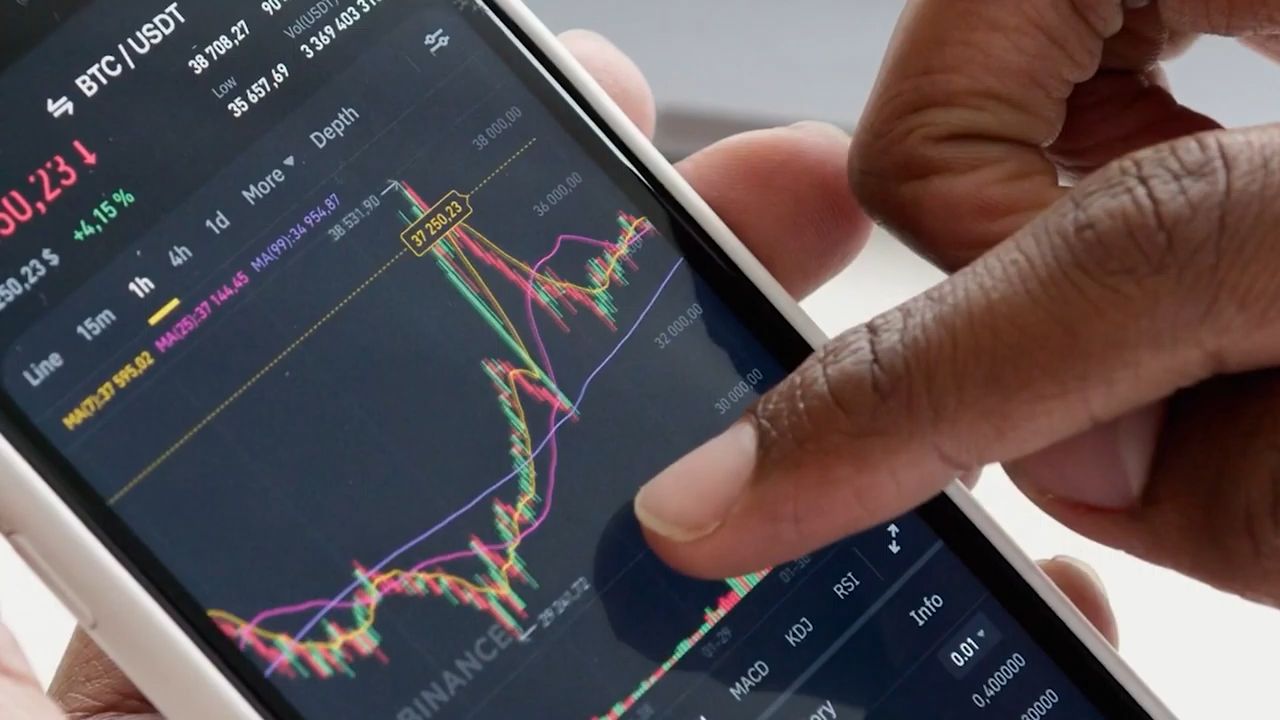 BTC / USDT
38 708,27
90
Low
35 657,69
Vol(USDT)
3 369 403 31
50,23
250,23 $
+4,15 %
Line
15m
1h
4h
1d
More
Depth
MA(7):37 595,02
MA(25):37 144,45
MA(99):34 954,87
38 531,90
37 250,23
38 000,00
36 000,00
32 000,00
30 000,00
BINANCE
01-29
MACD
KDJ
RSI
Info
0.01
0,400000